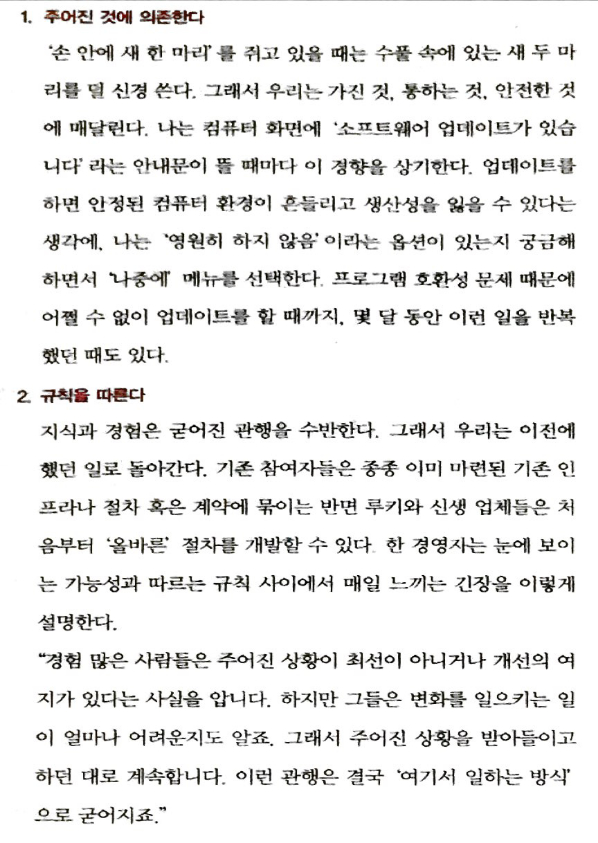 1. 주어진 것에 의존한다
‘손 안에 새 한 마리’를 쥐고 있을 때는 수풀 속에 있는 새 두 마
리를 덜 신경 쓴다. 그래서 우리는 가진 것, 통하는 것, 안전한 것
에 매달린다. 나는 컴퓨터 화면에 ‘소프트웨어 업데이트가 있습
니다’라는 안내문이 뜰 때마다 이 경향을 상기한다. 업데이트를
하면 안정된 컴퓨터 환경이 흔들리고 생산성을 잃을 수 있다는
생각에, 나는 ‘영원히 하지 않음’이라는 옵션이 있는지 궁금해
하면서 ‘나중에’ 메뉴를 선택한다. 프로그램 호환성 문제 때문에
어쩔 수 없이 업데이트를 할 때까지, 몇 달 동안 이런 일을 반복
했던 때도 있다.
2. 규칙을 따른다
지식과 경험은 굳어진 관행을 수반한다. 그래서 우리는 이전에
했던 일로 돌아간다. 기존 참여자들은 종종 이미 마련된 기존 인
프라나 절차 혹은 계약에 묶이는 반면 루키와 신생 업체들은 처
음부터 ‘올바른’ 절차를 개발할 수 있다. 한 경영자는 눈에 보이
는 가능성과 따르는 규칙 사이에서 매일 느끼는 긴장을 이렇게
설명한다.
“경험 많은 사람들은 주어진 상황이 최선이 아니거나 개선의 여
지가 있다는 사실을 압니다. 하지만 그들은 변화를 일으키는 일
이 얼마나 어려운지도 알죠. 그래서 주어진 상황을 받아들이고
하던 대로 계속합니다. 이런 관행은 결국 ‘여기서 일하는 방식’
으로 굳어지죠.”